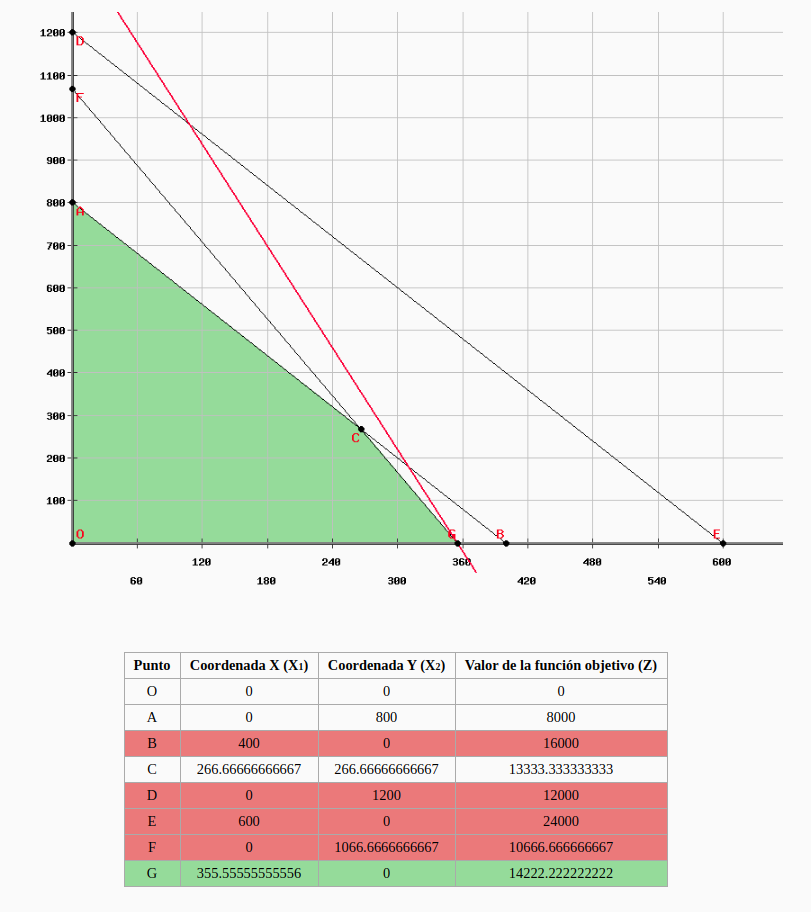 1200
D
1100
F
1000
900
800
A
700
600
500
400
300
C
200
100
O
G
B
E
120
240
360
480
600
60
180
300
420
540
Punto Coordenada X (X1) Coordenada Y (X2) Valor de la función objetivo (Z)
O 0 0 0
A 0 800 8000
B 400 0 16000
C 266.66666666667 266.66666666667 13333.333333333
D 0 1200 12000
E 600 0 24000
F 0 1066.6666666667 10666.666666667
G 355.55555555556 0 14222.222222222